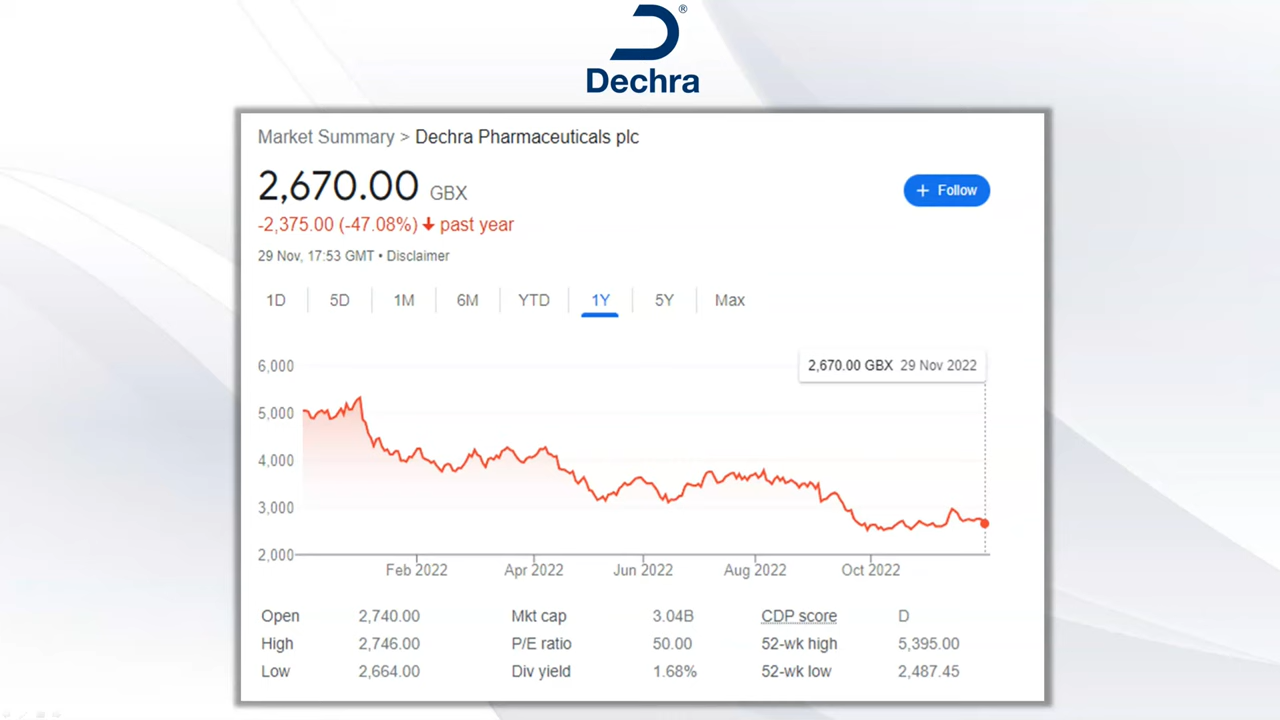 ®
Dechra
Market Summary > Dechra Pharmaceuticals plc
2,670.00 GBX
+ Follow
-2,375.00 (-47.08%) ↓ past year
29 Nov, 17:53 GMT • Disclaimer
1D 5D 1M 6M YTD 1Y 5Y Max
2,670.00 GBX 29 Nov 2022
6,000
5,000
4,000
3,000
2,000
Feb 2022 Apr 2022 Jun 2022 Aug 2022 Oct 2022
Open 2,740.00 Mkt cap 3.04B CDP score D
High 2,746.00 P/E ratio 50.00 52-wk high 5,395.00
Low 2,664.00 Div yield 1.68% 52-wk low 2,487.45